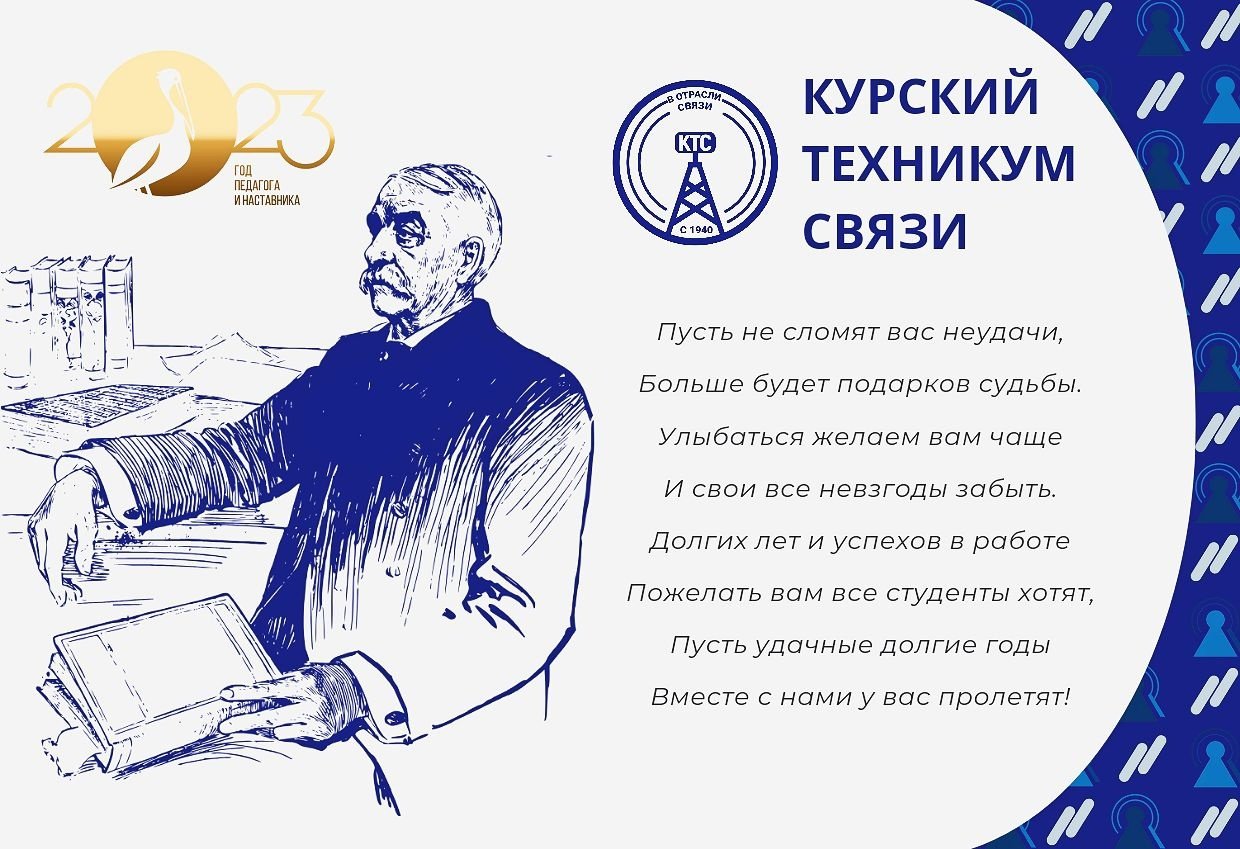 2023
ГОД
ПЕДАГОГА
И НАСТАВНИКА
В ОТРАСЛИ
СВЯЗИ
КТС
С 1940
КУРСКИЙ
ТЕХНИКУМ
СВЯЗИ
Пусть не сломят вас неудачи,
Больше будет подарков судьбы.
Улыбаться желаем вам чаще
И свои все невзгоды забыть.
Долгих лет и успехов в работе
Пожелать вам все студенты хотят,
Пусть удачные долгие годы
Вместе с нами у вас пролетят!